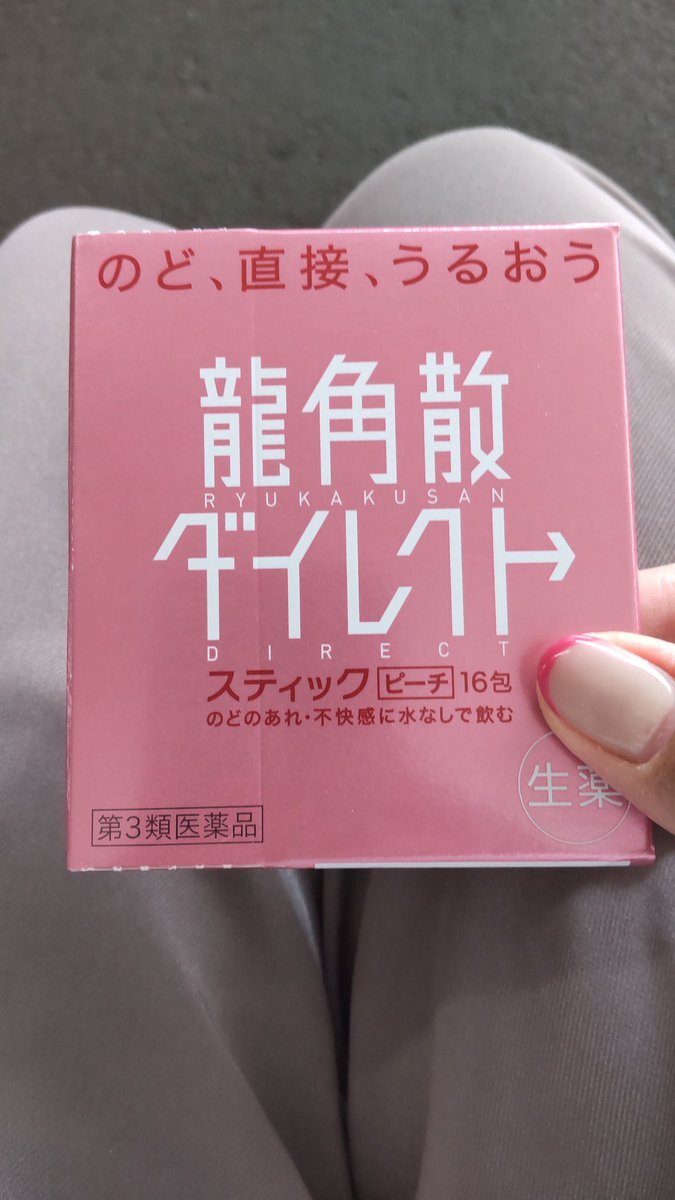 のど、直接、うるおう
龍角散
RYUKAKUSAN
ダイレクト
DIRECT
スティック ピーチ 16包
のどのあれ・不快感に水なしで飲む
生薬
第3類医薬品